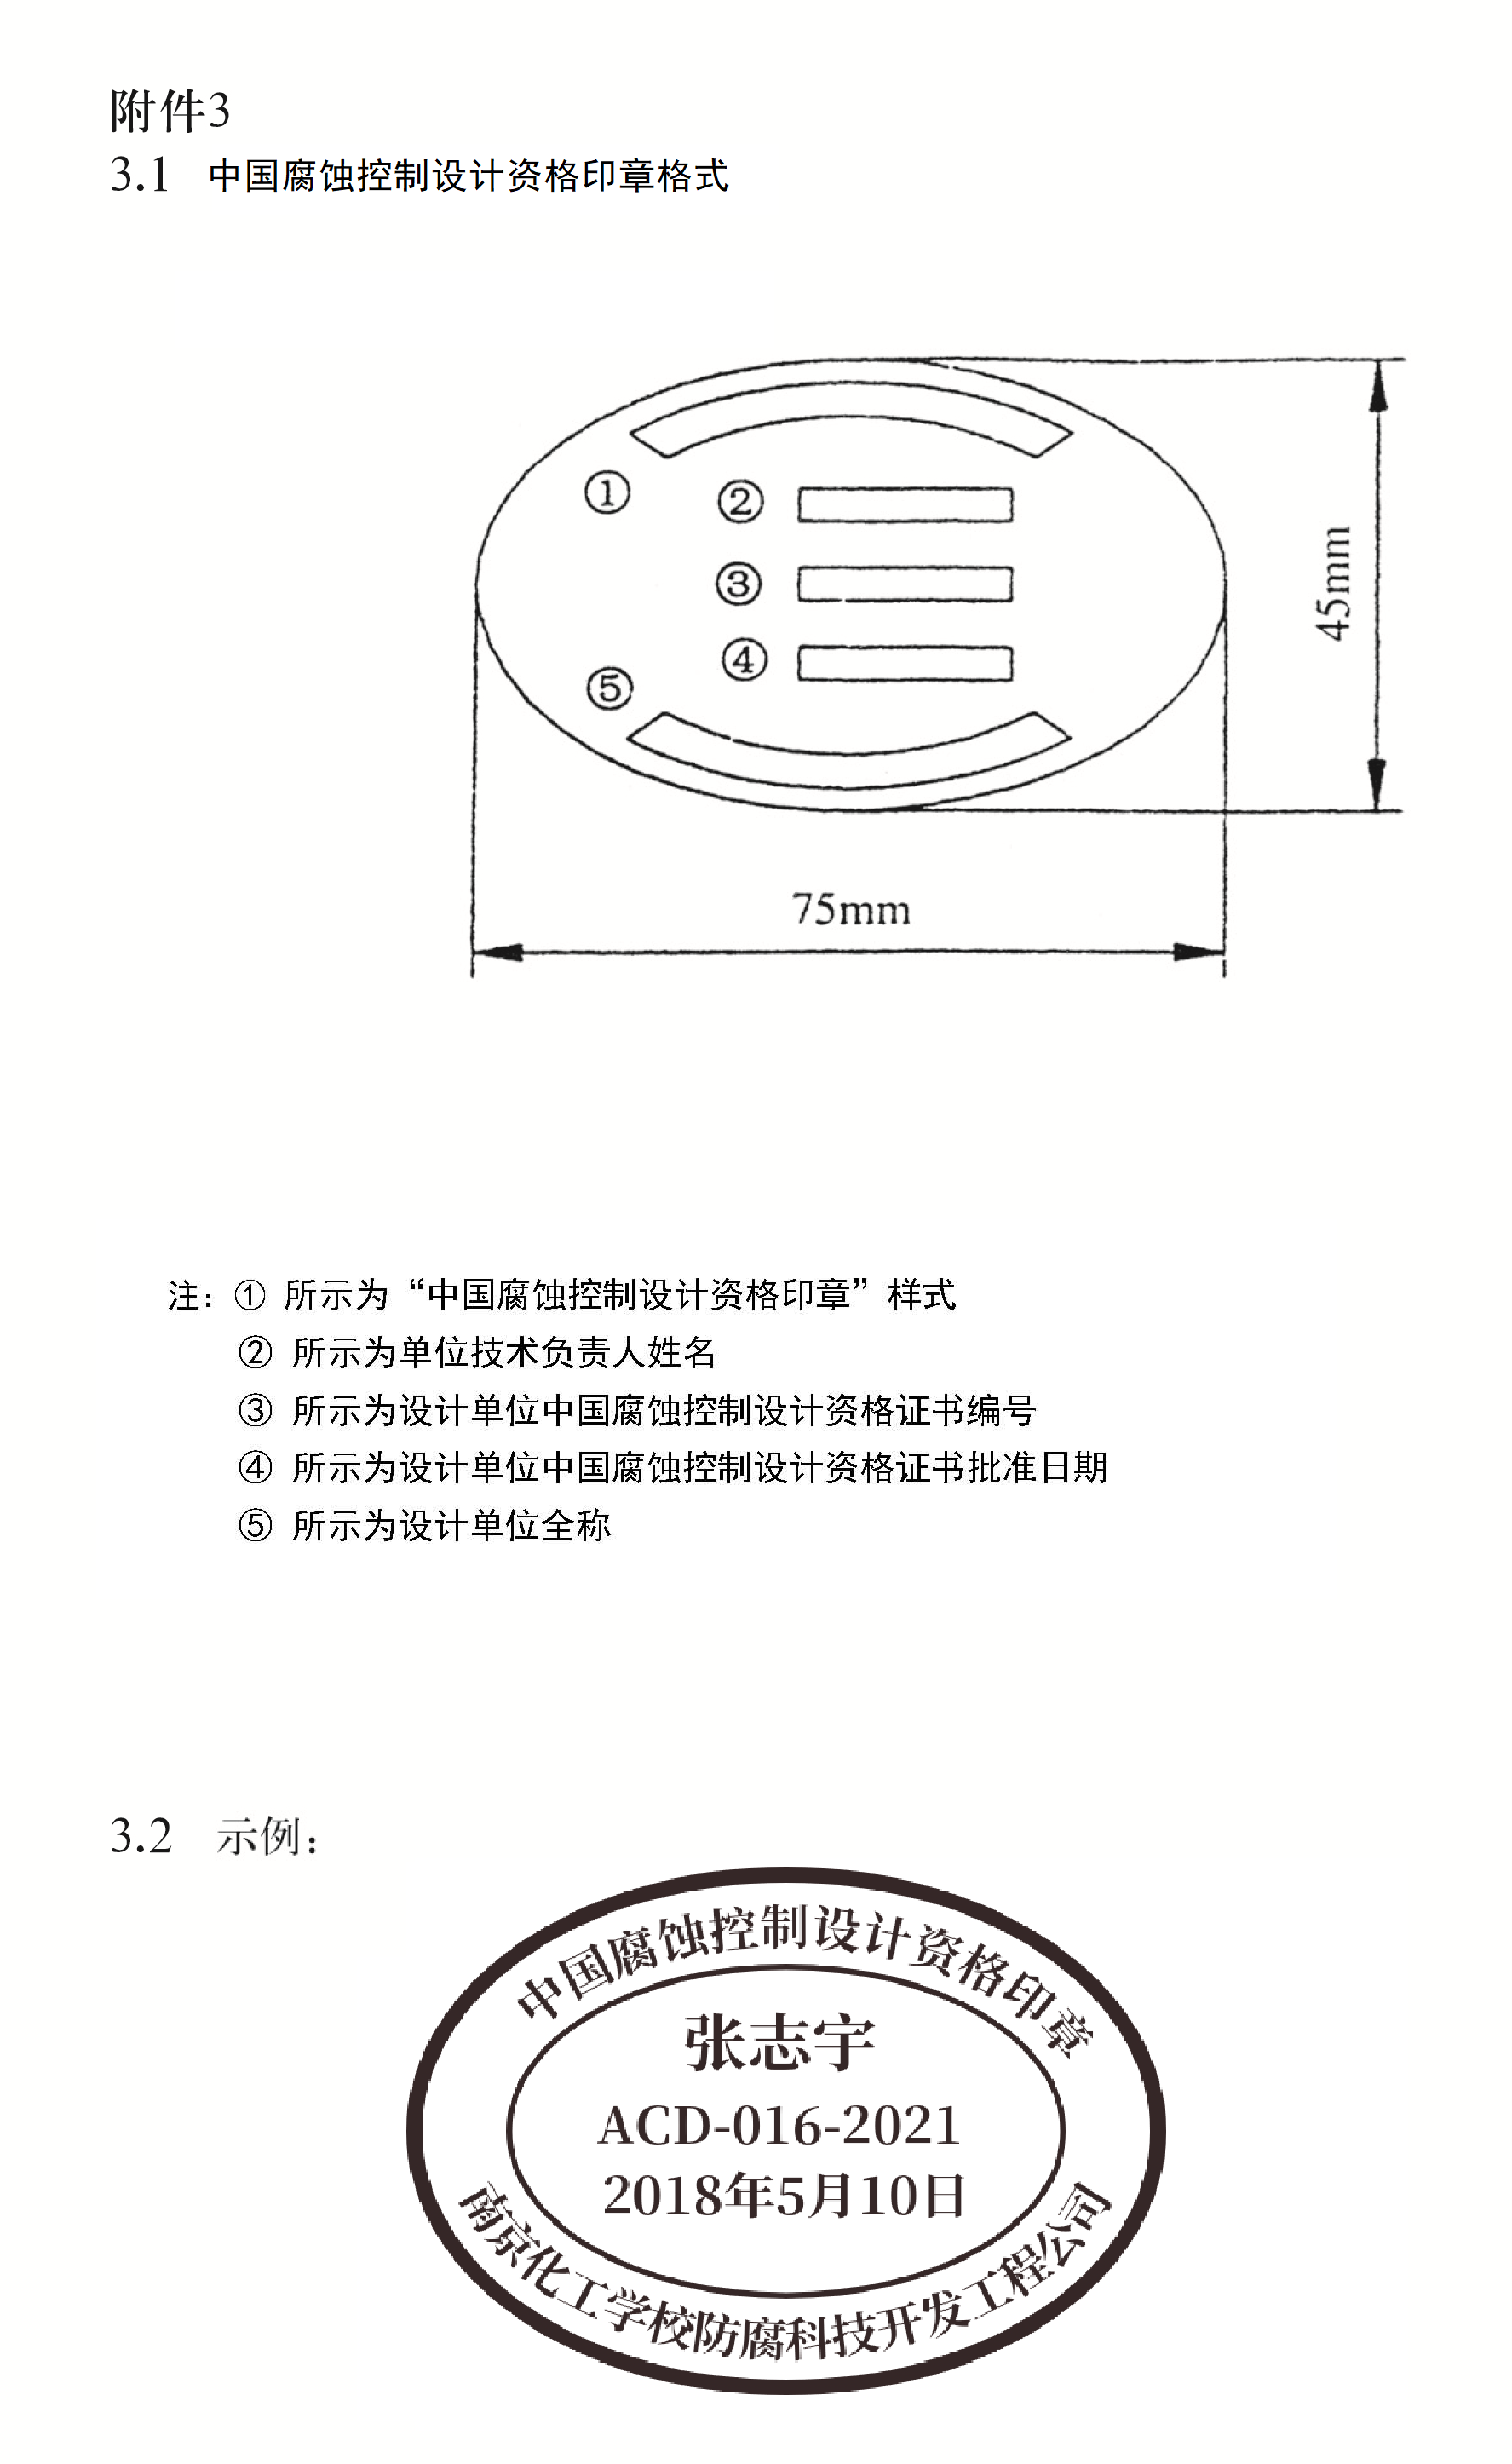 附件3
3.1 中国腐蚀控制设计资格印章格式
①
②
③
④
⑤
45mm
75mm
注：① 所示为“中国腐蚀控制设计资格印章”样式
② 所示为单位技术负责人姓名
③ 所示为设计单位中国腐蚀控制设计资格证书编号
④ 所示为设计单位中国腐蚀控制设计资格证书批准日期
⑤ 所示为设计单位全称
3.2 示例：
中国腐蚀控制设计资格印章
张志宇
ACD-016-2021
2018年5月10日
南京化工学校防腐科技开发工程公司